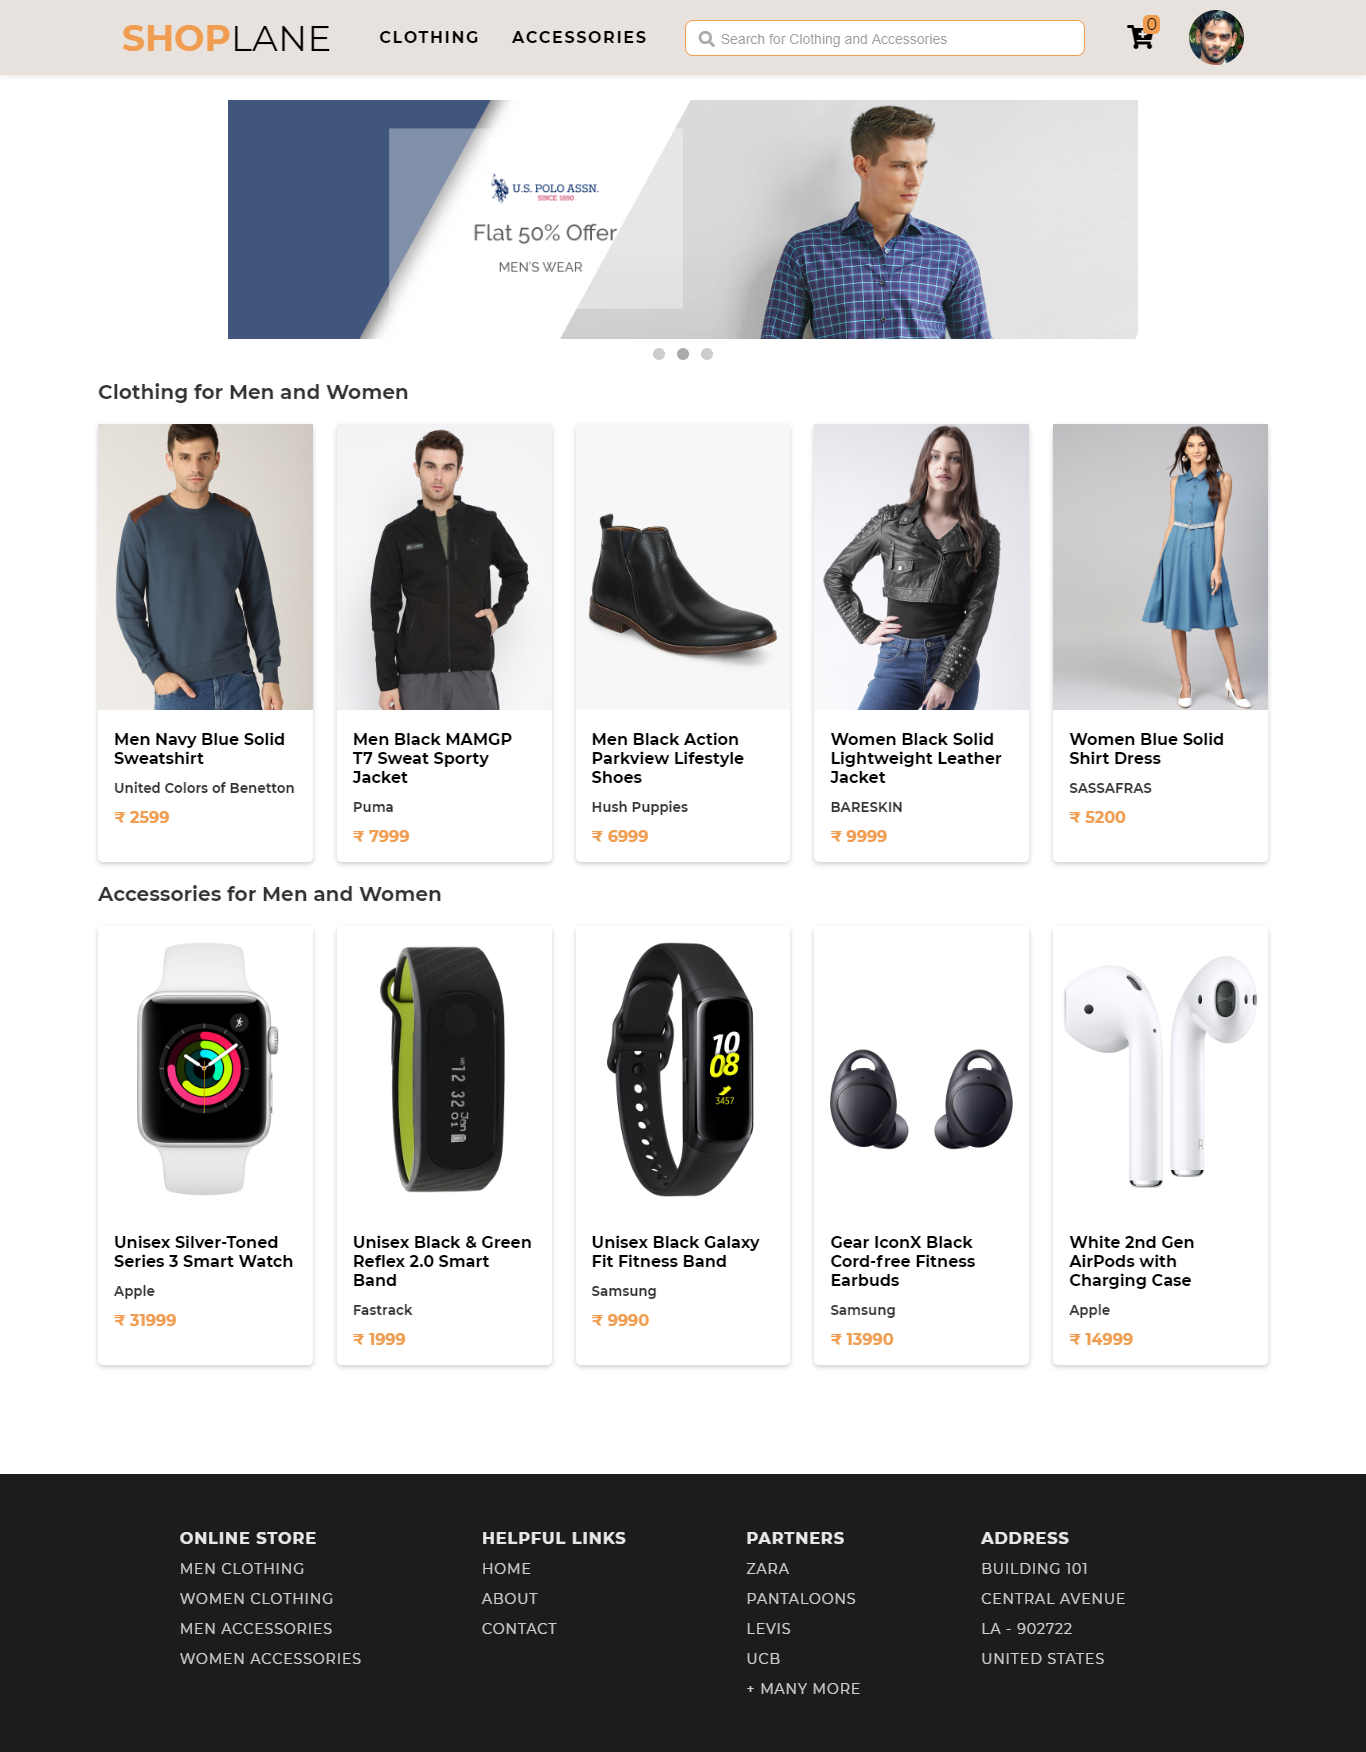 SHOPLANE CLOTHING ACCESSORIES Search for Clothing and Accessories 0
U.S. POLO ASSN.
SINCE 1890
Flat 50% Offer
MEN'S WEAR
Clothing for Men and Women
Men Navy Blue Solid
Sweatshirt
United Colors of Benetton
₹ 2599
Men Black MAMGP
T7 Sweat Sporty
Jacket
Puma
₹ 7999
Men Black Action
Parkview Lifestyle
Shoes
Hush Puppies
₹ 6999
Women Black Solid
Lightweight Leather
Jacket
BARESKIN
₹ 9999
Women Blue Solid
Shirt Dress
SASSAFRAS
₹ 5200
Accessories for Men and Women
12 32
Jan
01
10
08
3457
R
Unisex Silver-Toned
Series 3 Smart Watch
Apple
₹ 31999
Unisex Black & Green
Reflex 2.0 Smart
Band
Fastrack
₹ 1999
Unisex Black Galaxy
Fit Fitness Band
Samsung
₹ 9990
Gear IconX Black
Cord-free Fitness
Earbuds
Samsung
₹ 13990
White 2nd Gen
AirPods with
Charging Case
Apple
₹ 14999
ONLINE STORE
MEN CLOTHING
WOMEN CLOTHING
MEN ACCESSORIES
WOMEN ACCESSORIES
HELPFUL LINKS
HOME
ABOUT
CONTACT
PARTNERS
ZARA
PANTALOONS
LEVIS
UCB
+ MANY MORE
ADDRESS
BUILDING 101
CENTRAL AVENUE
LA - 902722
UNITED STATES